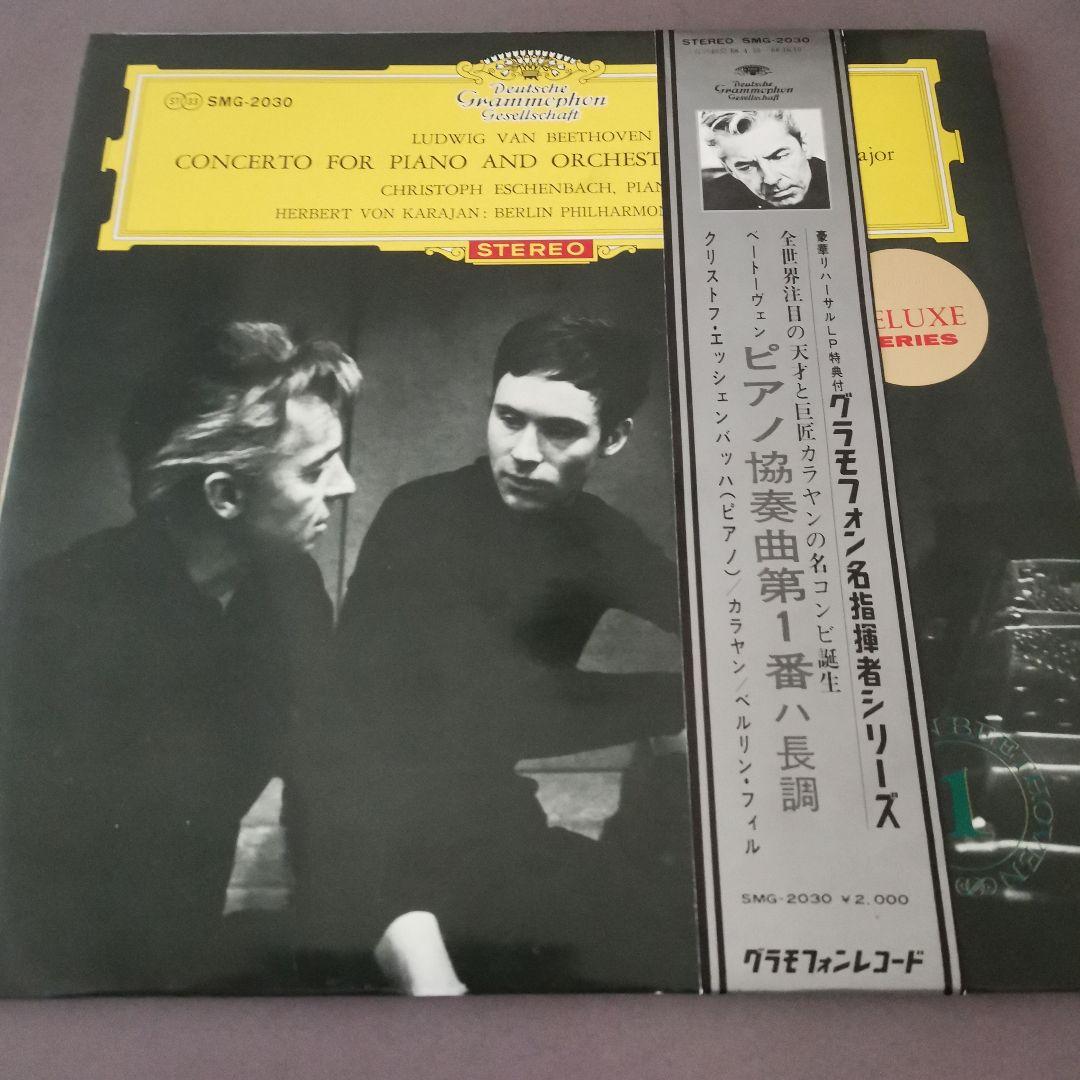 Deutsche
Grammophon
Gesellschaft
ST 33 SMG-2030
LUDWIG VAN BEETHOVEN
CONCERTO FOR PIANO AND ORCHEST
ajor
CHRISTOPH ESCHENBACH, PIAN
HERBERT VON KARAJAN: BERLIN PHILHARMON
STEREO
ELUXE
ERIES
1
STEREO SMG-2030
Deutsche
Grammophon
Gesellschaft
豪華リハーサルLP特典付
グラモフォン名指揮者シリーズ
全世界注目の天才と巨匠カラヤンの名コンビ誕生
ベートーヴェン
ピアノ協奏曲第1番ハ長調
クリストフ・エッシェンバッハ(ピアノ)/カラヤン/ベルリン・フィル
SMG-2030 ¥2,000
グラモフォンレコード